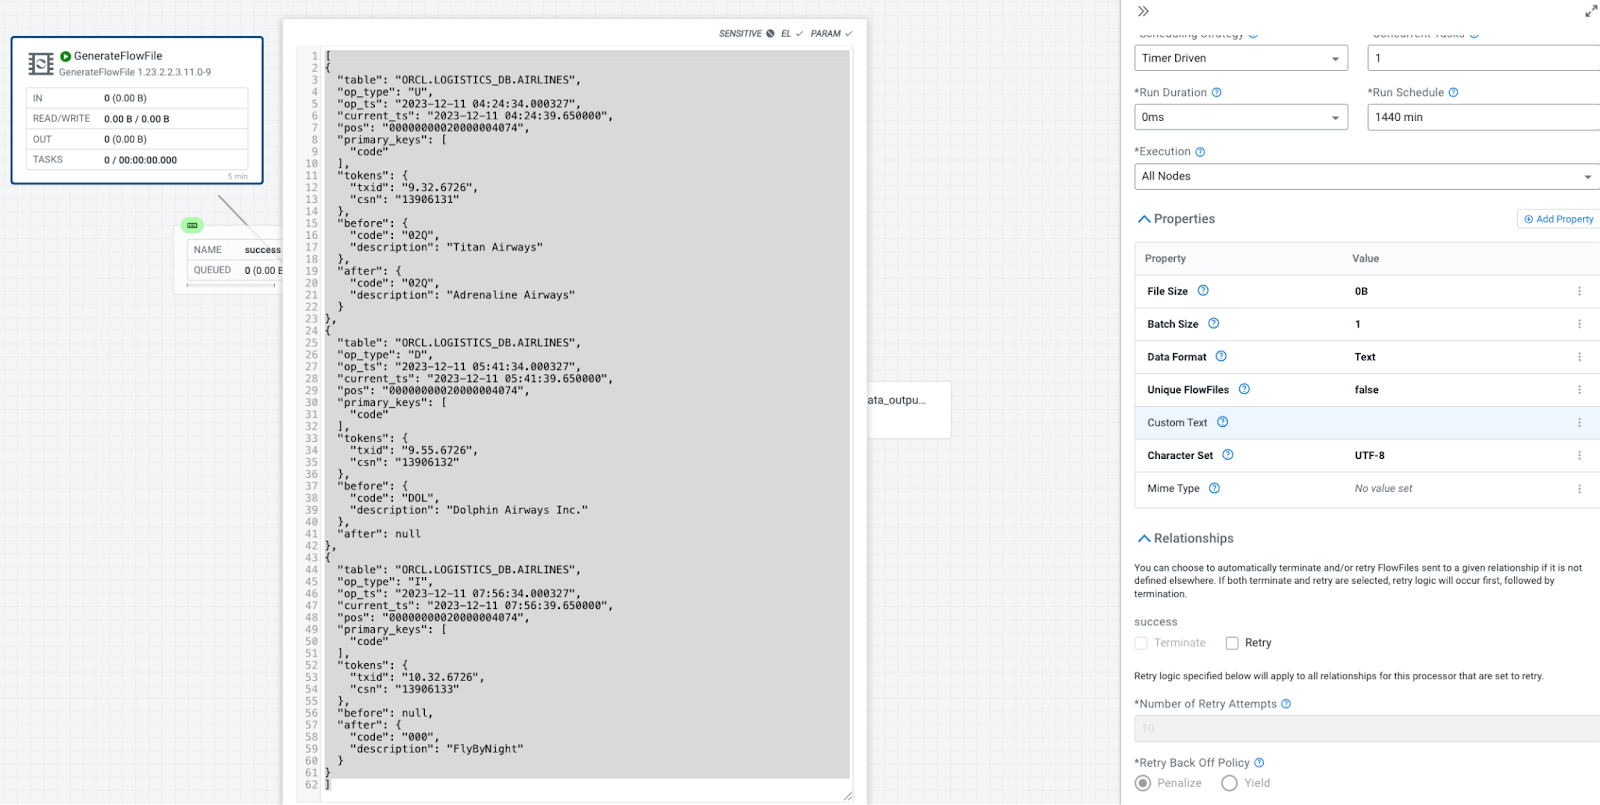 GenerateFlowFile
GenerateFlowFile 1.23.2.2.3.11.0-9
IN 0 (0.00 B)
READ/WRITE 0.00 B / 0.00 B
OUT 0 (0.00 B)
TASKS 0 / 00:00:00.000
5 min
NAME success
QUEUED 0 (0.00 B
SENSITIVE EL PARAM
1 [
2 {
3 "table": "ORCL.LOGISTICS_DB.AIRLINES",
4 "op_type": "U",
5 "op_ts": "2023-12-11 04:24:34.000327",
6 "current_ts": "2023-12-11 04:24:39.650000",
7 "pos": "00000000020000004074",
8 "primary_keys": [
9 "code"
10 ],
11 "tokens": {
12 "txid": "9.32.6726",
13 "csn": "13906131"
14 },
15 "before": {
16 "code": "02Q",
17 "description": "Titan Airways"
18 },
19 "after": {
20 "code": "02Q",
21 "description": "Adrenaline Airways"
22 }
23 },
24 {
25 "table": "ORCL.LOGISTICS_DB.AIRLINES",
26 "op_type": "D",
27 "op_ts": "2023-12-11 05:41:34.000327",
28 "current_ts": "2023-12-11 05:41:39.650000",
29 "pos": "00000000020000004074",
30 "primary_keys": [
31 "code"
32 ],
33 "tokens": {
34 "txid": "9.55.6726",
35 "csn": "13906132"
36 },
37 "before": {
38 "code": "DOL",
39 "description": "Dolphin Airways Inc."
40 },
41 "after": null
42 },
43 {
44 "table": "ORCL.LOGISTICS_DB.AIRLINES",
45 "op_type": "I",
46 "op_ts": "2023-12-11 07:56:34.000327",
47 "current_ts": "2023-12-11 07:56:39.650000",
48 "pos": "00000000020000004074",
49 "primary_keys": [
50 "code"
51 ],
52 "tokens": {
53 "txid": "10.32.6726",
54 "csn": "13906133"
55 },
56 "before": null,
57 "after": {
58 "code": "000",
59 "description": "FlyByNight"
60 }
61 }
62 ]
ata_outpu...
Scheduling Strategy Concurrent Tasks
Timer Driven 1
*Run Duration *Run Schedule
0ms 1440 min
*Execution
All Nodes
Properties Add Property
Property Value
File Size 0B
Batch Size 1
Data Format Text
Unique FlowFiles false
Custom Text
Character Set UTF-8
Mime Type No value set
Relationships
You can choose to automatically terminate and/or retry FlowFiles sent to a given relationship if it is not
defined elsewhere. If both terminate and retry are selected, retry logic will occur first, followed by
termination.
success
Terminate Retry
Retry logic specified below will apply to all relationships for this processor that are set to retry.
*Number of Retry Attempts
10
*Retry Back Off Policy
Penalize Yield